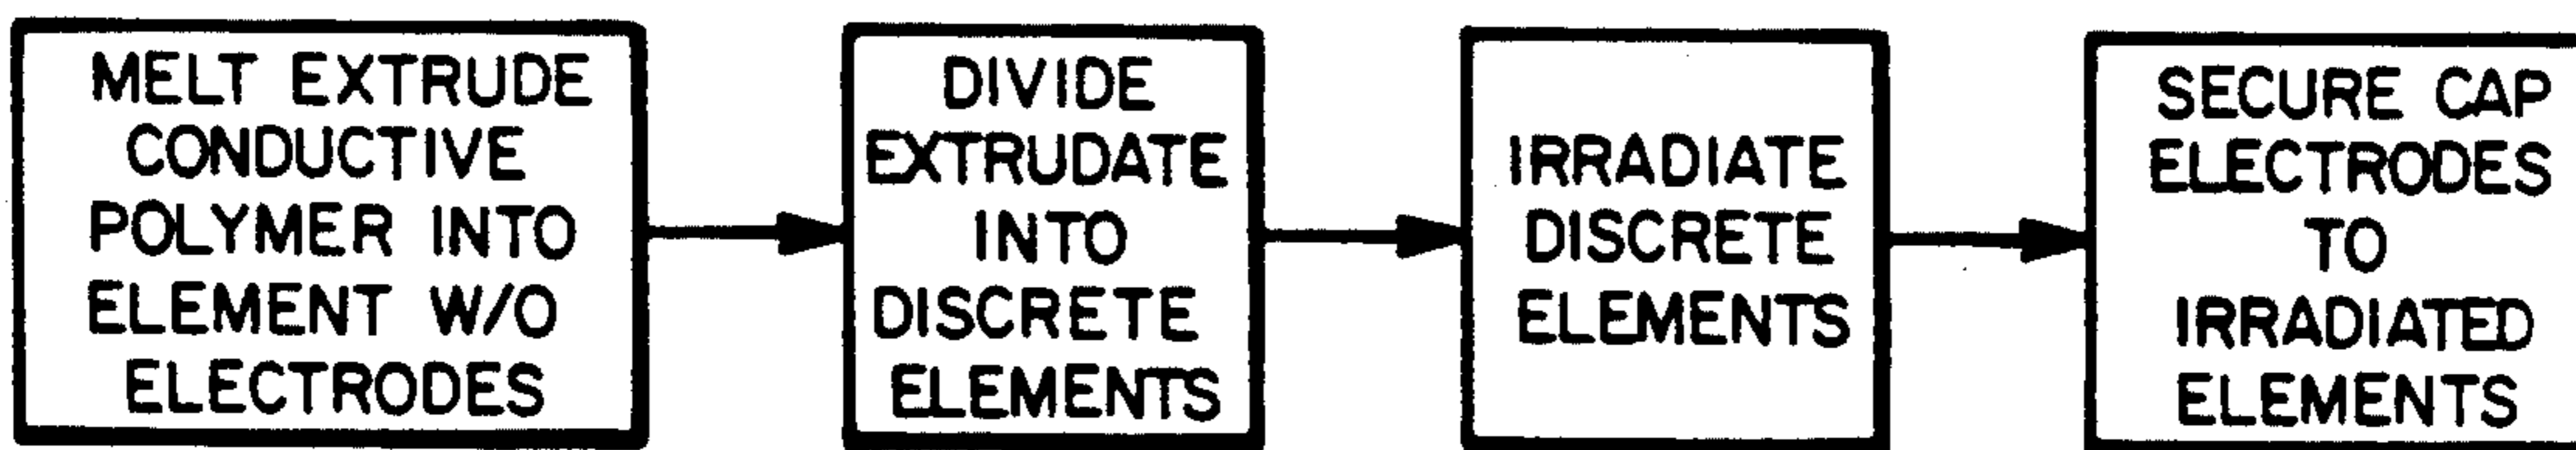 MELT EXTRUDE
CONDUCTIVE
POLYMER INTO
ELEMENT W/O
ELECTRODES
DIVIDE
EXTRUDATE
INTO
DISCRETE
ELEMENTS
IRRADIATE
DISCRETE
ELEMENTS
SECURE CAP
ELECTRODES
TO
IRRADIATED
ELEMENTS